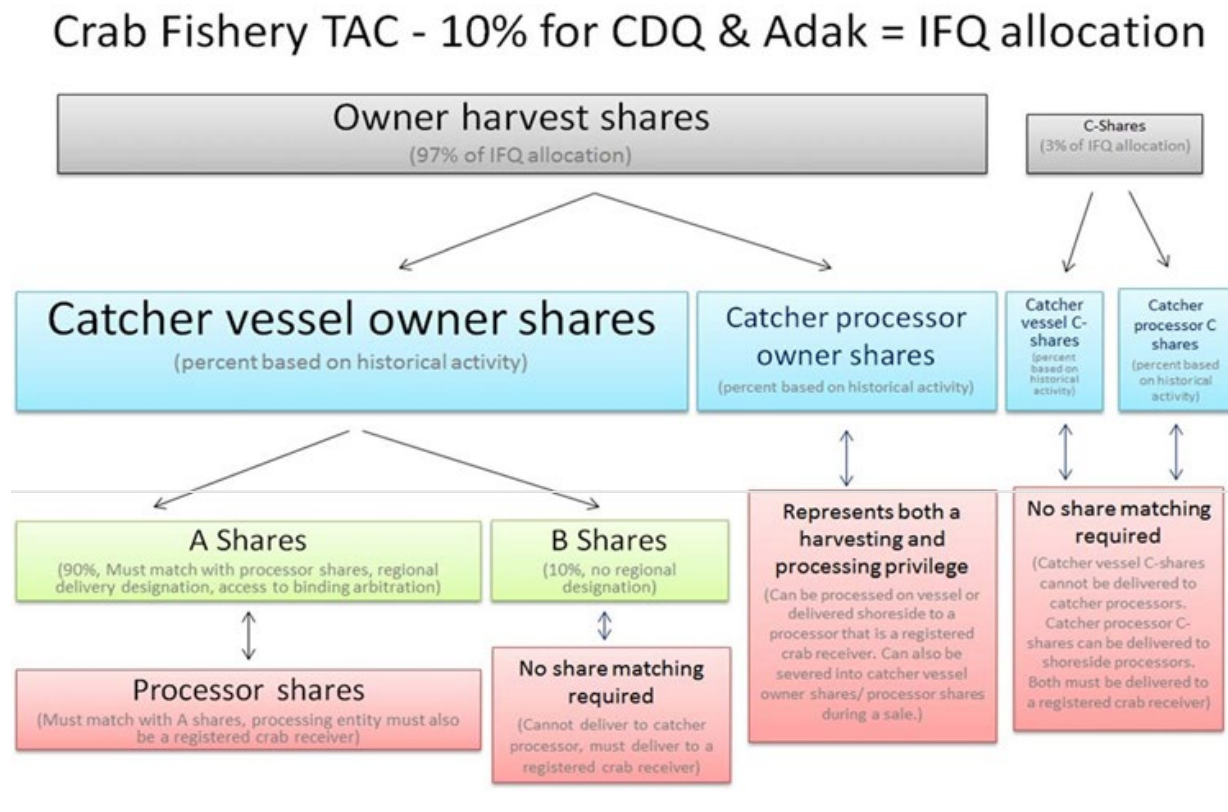 Crab Fishery TAC - 10% for CDQ & Adak = IFQ allocation
Owner harvest shares
(97% of IFQ allocation)
C-Shares
(3% of IFQ allocation)
Catcher vessel owner shares
(percent based on historical activity)
Catcher processor
owner shares
(percent based on historical activity)
Catcher
vessel C-
shares
(percent
based on
historical
activity)
Catcher
processor C
shares
(percent based
on historical
activity)
A Shares
(90%, Must match with processor shares, regional
delivery designation, access to binding arbitration)
B Shares
(10%, no regional
designation)
Represents both a
harvesting and
processing privilege
(Can be processed on vessel or
delivered shoreside to a
processor that is a registered
crab receiver. Can also be
severed into catcher vessel
owner shares/ processor shares
during a sale.)
No share matching
required
(Catcher vessel C-shares
cannot be delivered to
catcher processors.
Catcher processor C-
shares can be delivered to
shoreside processors.
Both must be delivered to
a registered crab receiver)
Processor shares
(Must match with A shares, processing entity must also
be a registered crab receiver)
No share matching
required
(Cannot deliver to catcher
processor, must deliver to a
registered crab receiver)